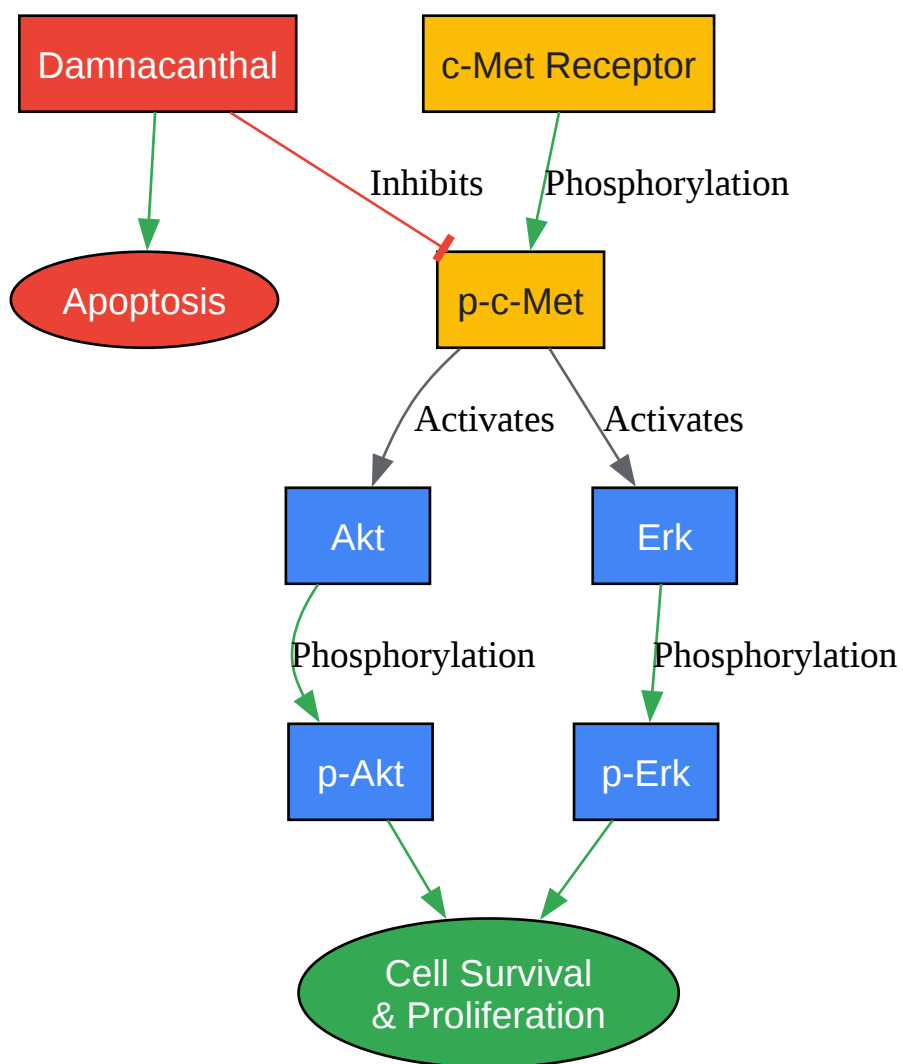 Damnacanthal
c-Met Receptor
Inhibits
Phosphorylation
Apoptosis
p-c-Met
Activates
Activates
Akt
Erk
Phosphorylation
Phosphorylation
p-Akt
p-Erk
Cell Survival
& Proliferation